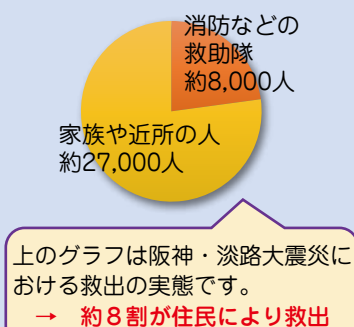 消防などの
救助隊
約8,000人
家族や近所の人
約27,000人
上のグラフは阪神・淡路大震災に
おける救出の実態です。
→ 約８割が住民により救出